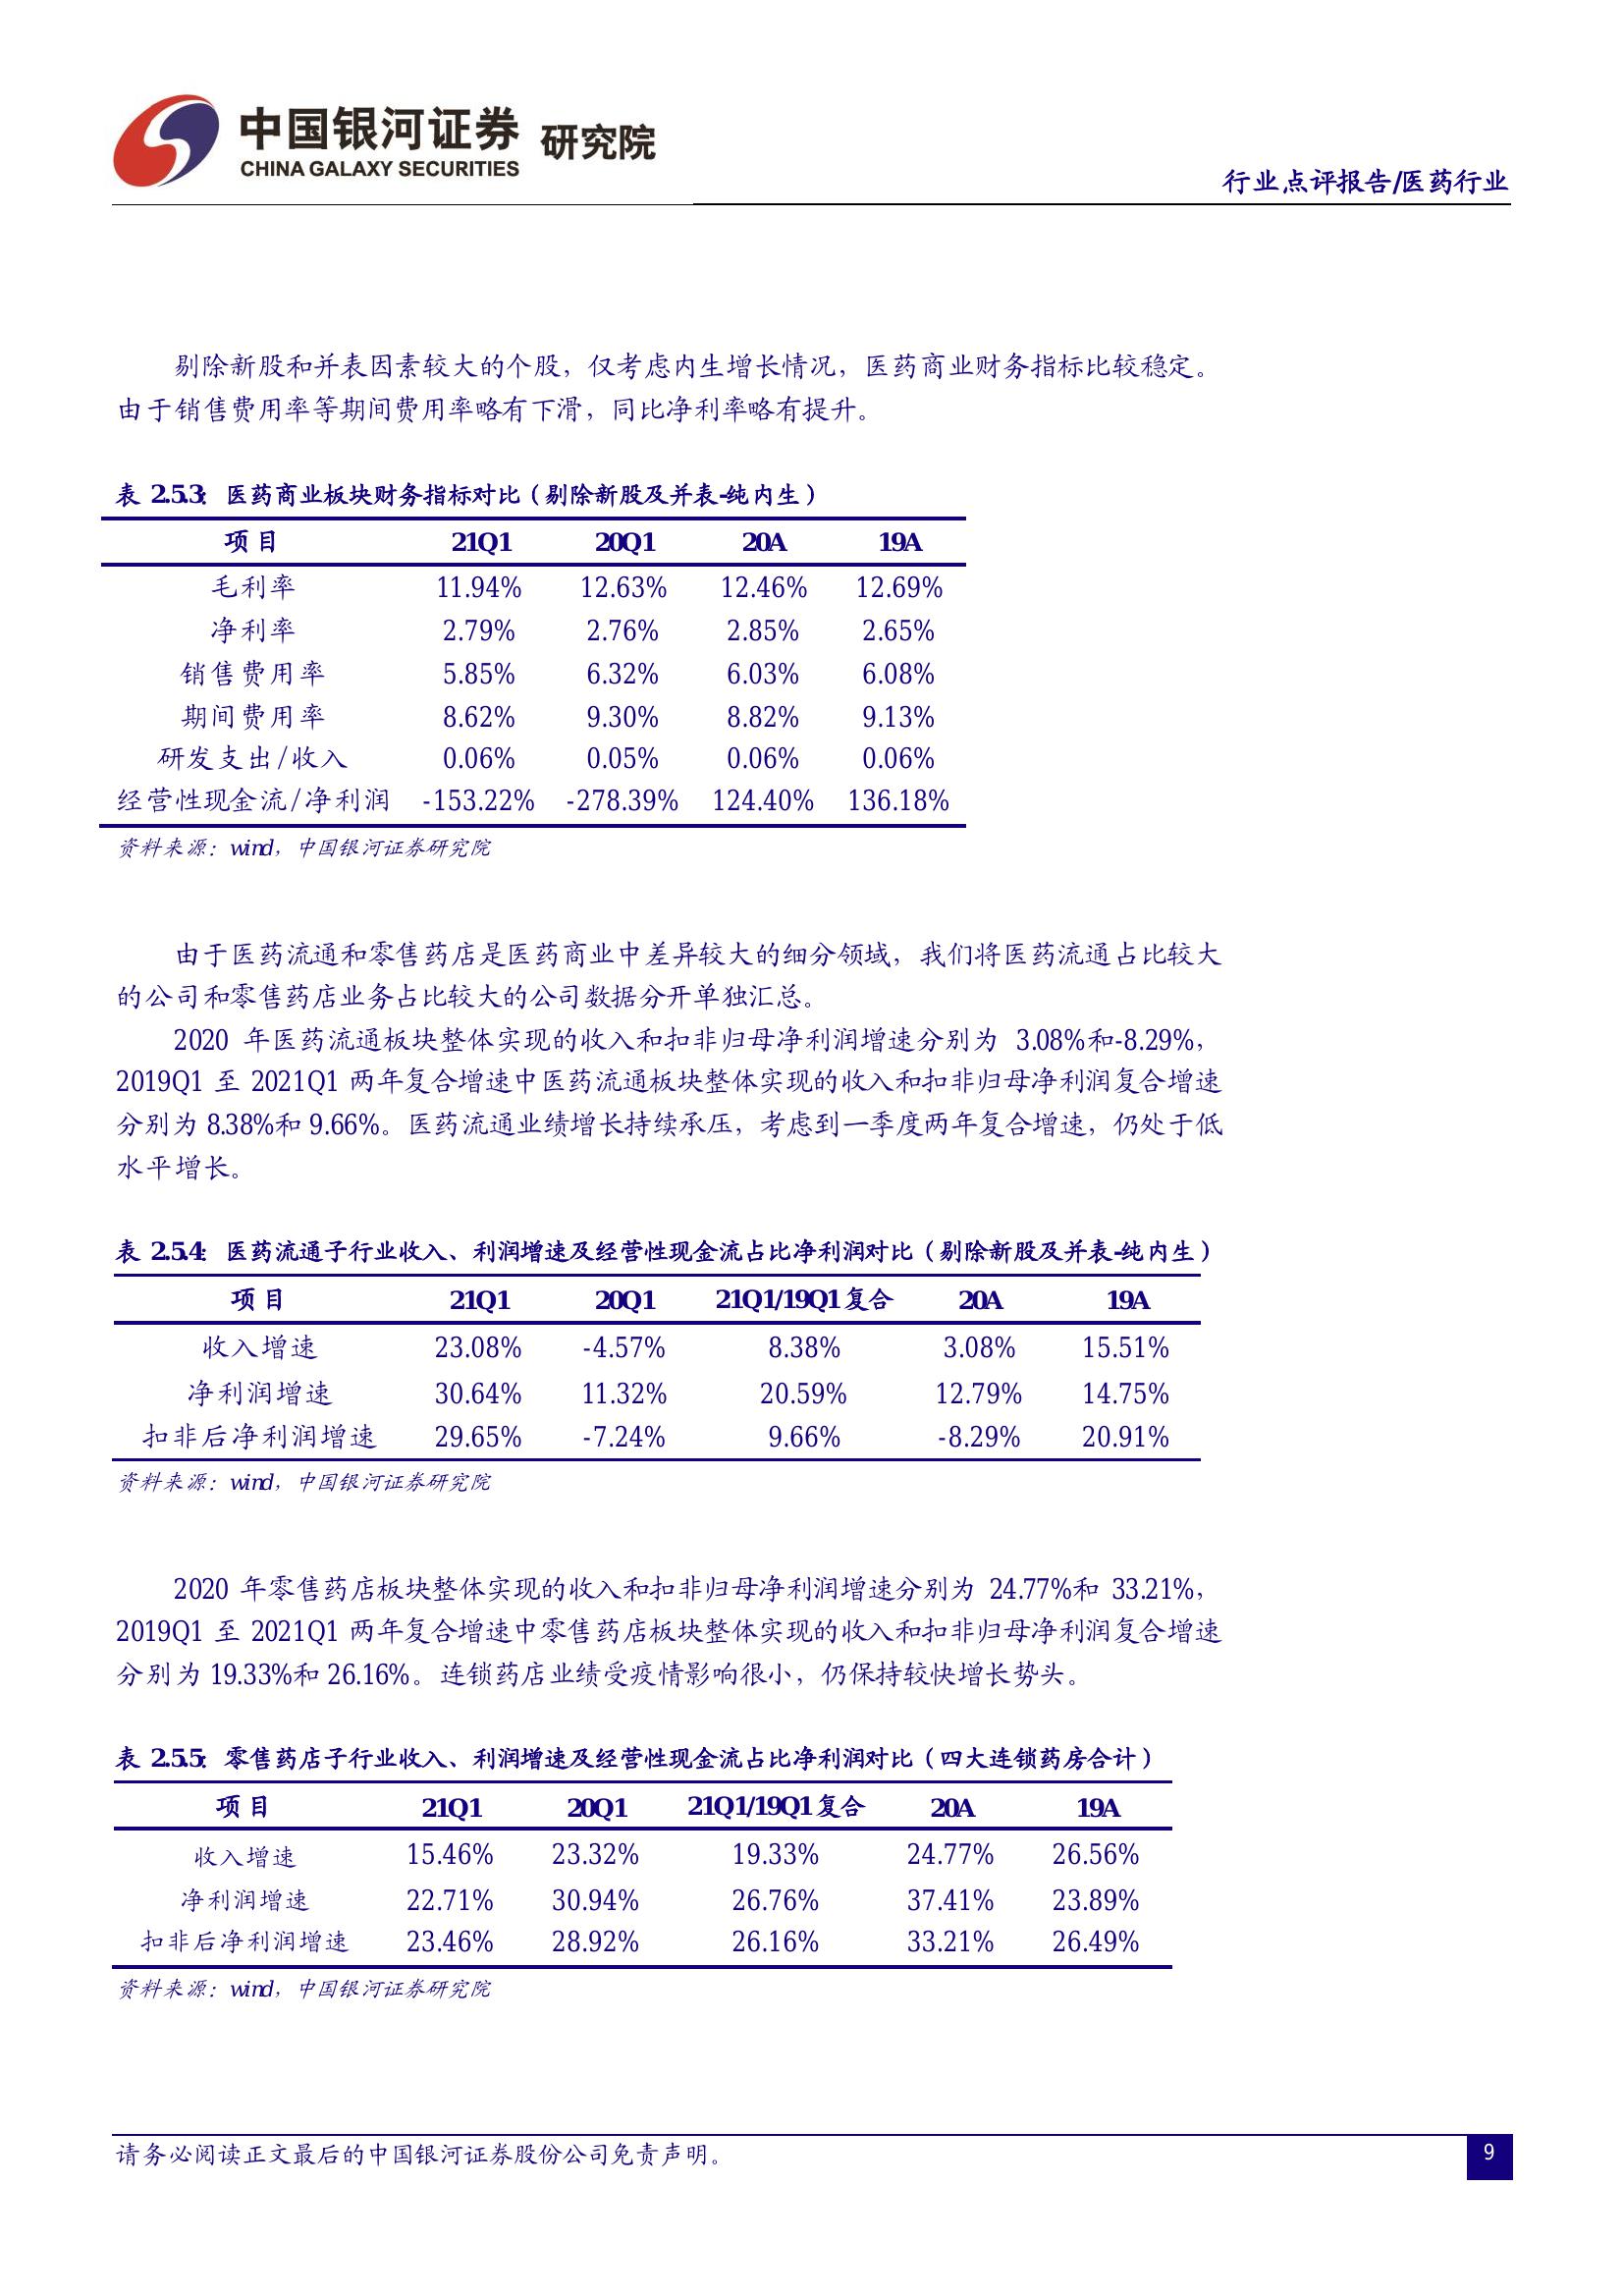 中国银河证券 研究院
CHINA GALAXY SECURITIES
行业点评报告/医药行业
剔除新股和并表因素较大的个股，仅考虑内生增长情况，医药商业财务指标比较稳定。
由于销售费用率等期间费用率略有下滑，同比净利率略有提升。
表 2.5.3：医药商业板块财务指标对比（剔除新股及并表-纯内生）
项目 21Q1 20Q1 20A 19A
毛利率 11.94% 12.63% 12.46% 12.69%
净利率 2.79% 2.76% 2.85% 2.65%
销售费用率 5.85% 6.32% 6.03% 6.08%
期间费用率 8.62% 9.30% 8.82% 9.13%
研发支出/收入 0.06% 0.05% 0.06% 0.06%
经营性现金流/净利润 -153.22% -278.39% 124.40% 136.18%
资料来源：wind，中国银河证券研究院
由于医药流通和零售药店是医药商业中差异较大的细分领域，我们将医药流通占比较大
的公司和零售药店业务占比较大的公司数据分开单独汇总。
2020 年医药流通板块整体实现的收入和扣非归母净利润增速分别为 3.08%和-8.29%，
2019Q1 至 2021Q1 两年复合增速中医药流通板块整体实现的收入和扣非归母净利润复合增速
分别为 8.38%和 9.66%。医药流通业绩增长持续承压，考虑到一季度两年复合增速，仍处于低
水平增长。
表 2.5.4：医药流通子行业收入、利润增速及经营性现金流占比净利润对比（剔除新股及并表-纯内生）
项目 21Q1 20Q1 21Q1/19Q1复合 20A 19A
收入增速 23.08% -4.57% 8.38% 3.08% 15.51%
净利润增速 30.64% 11.32% 20.59% 12.79% 14.75%
扣非后净利润增速 29.65% -7.24% 9.66% -8.29% 20.91%
资料来源：wind，中国银河证券研究院
2020 年零售药店板块整体实现的收入和扣非归母净利润增速分别为 24.77%和 33.21%，
2019Q1 至 2021Q1 两年复合增速中零售药店板块整体实现的收入和扣非归母净利润复合增速
分别为 19.33%和 26.16%。连锁药店业绩受疫情影响很小，仍保持较快增长势头。
表 2.5.5：零售药店子行业收入、利润增速及经营性现金流占比净利润对比（四大连锁药房合计）
项目 21Q1 20Q1 21Q1/19Q1复合 20A 19A
收入增速 15.46% 23.32% 19.33% 24.77% 26.56%
净利润增速 22.71% 30.94% 26.76% 37.41% 23.89%
扣非后净利润增速 23.46% 28.92% 26.16% 33.21% 26.49%
资料来源：wind，中国银河证券研究院
请务必阅读正文最后的中国银河证券股份公司免责声明。
9